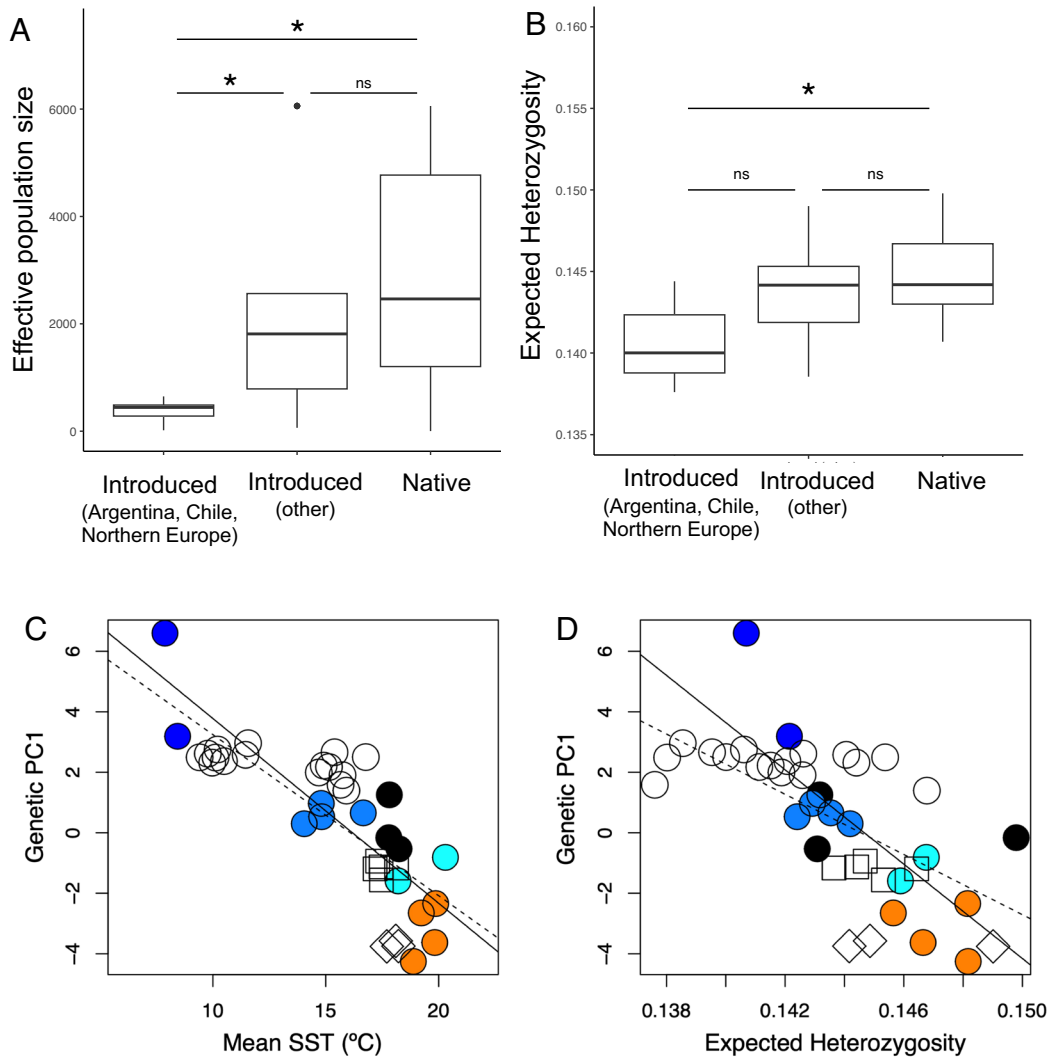 A
Effective population size
6000
4000
2000
0
*
*
ns
Introduced
(Argentina, Chile,
Northern Europe)
Introduced
(other)
Native
B
Expected Heterozygosity
0.160
0.155
0.150
0.145
0.140
0.135
*
ns
ns
Introduced
(Argentina, Chile,
Northern Europe)
Introduced
(other)
Native
C
Genetic PC1
6
4
2
0
−2
−4
10
15
20
Mean SST (ºC)
D
Genetic PC1
6
4
2
0
−2
−4
0.138
0.142
0.146
0.150
Expected Heterozygosity